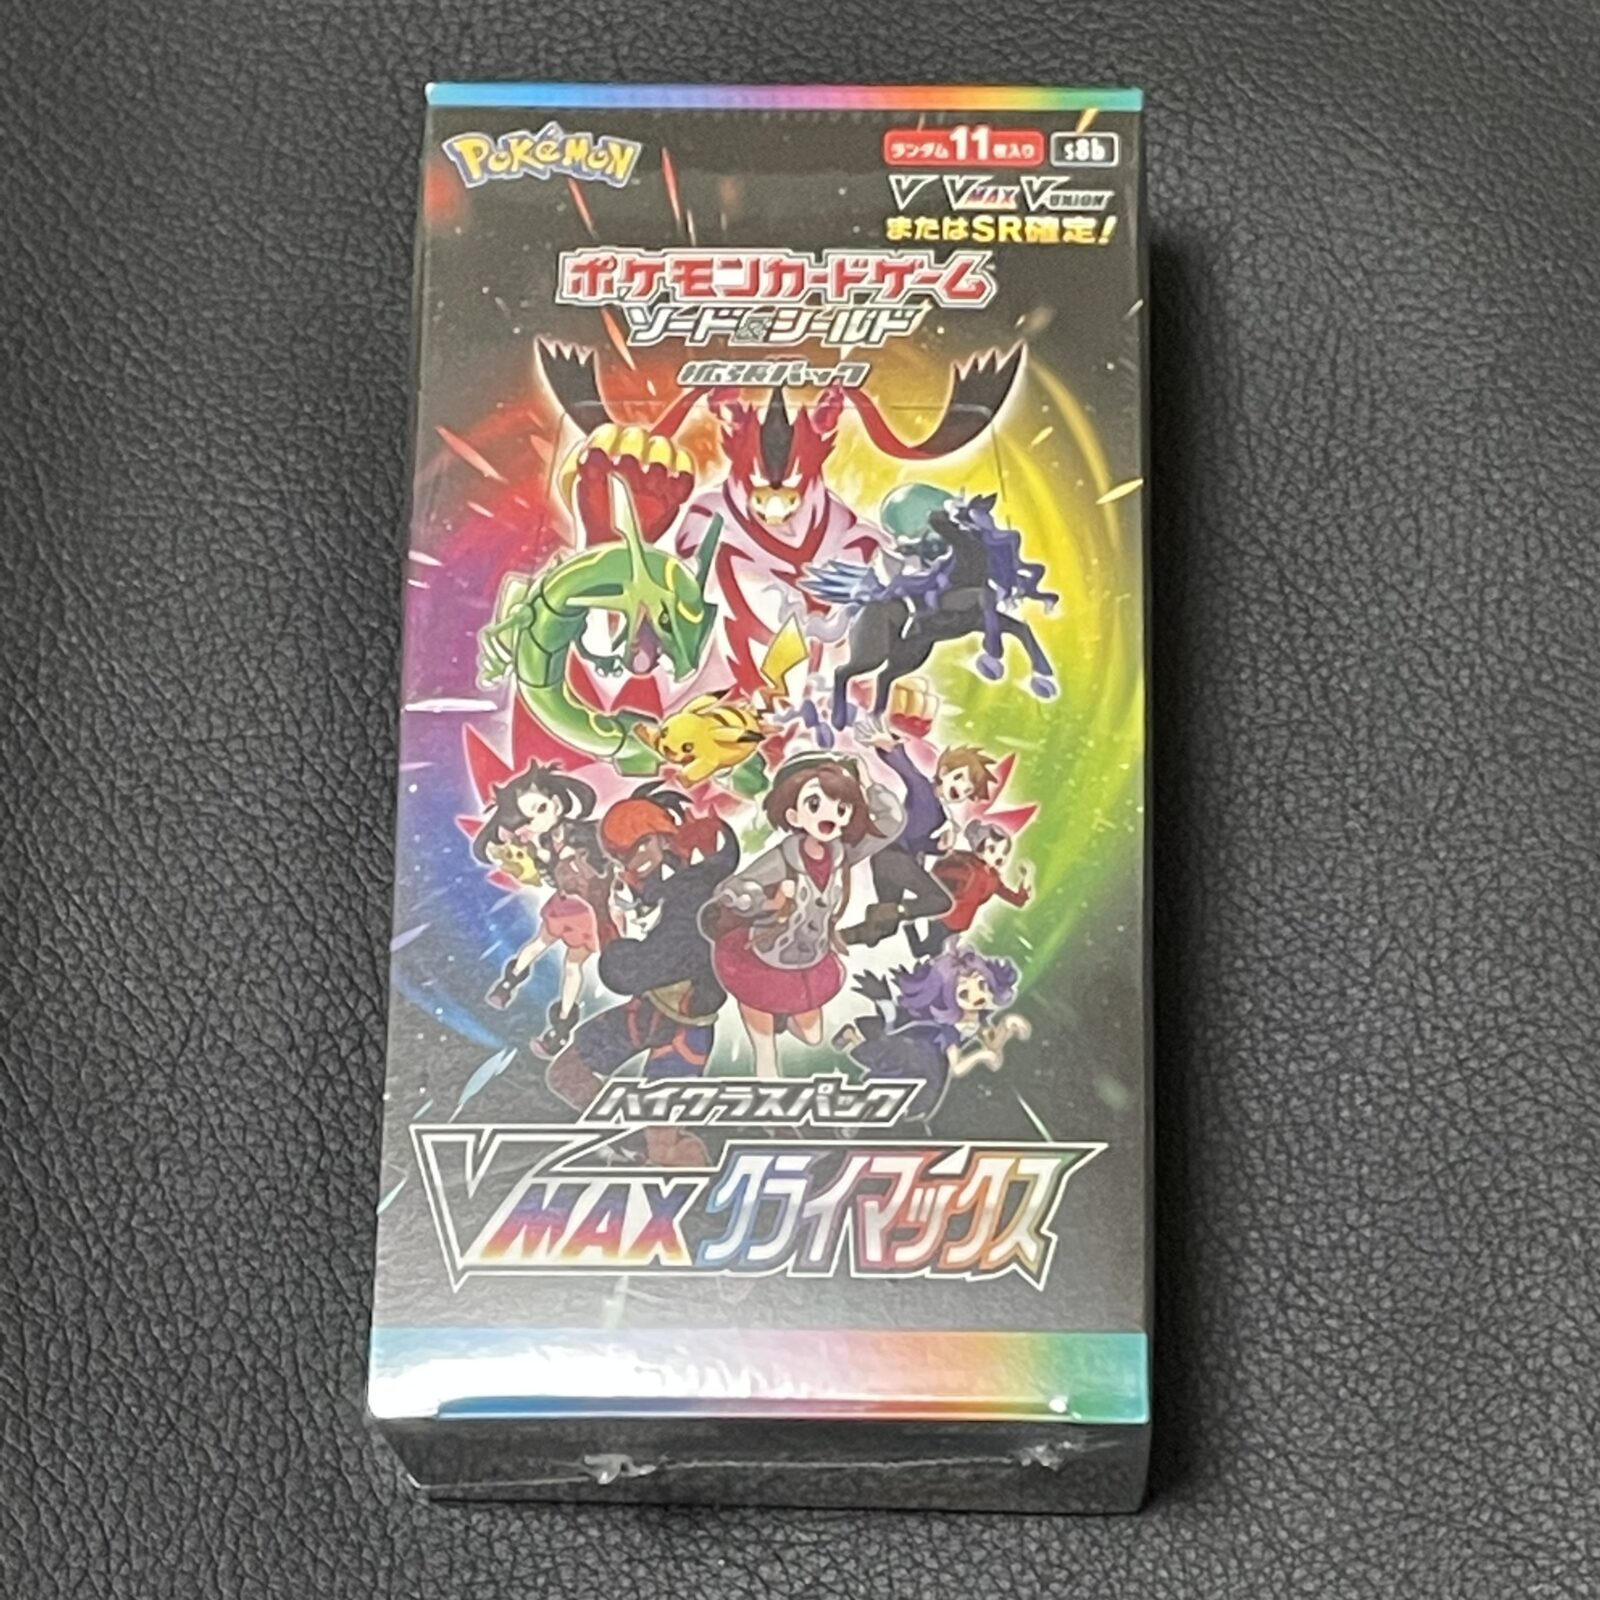 POKéMON
ランダム11枚入り s8b
V VMAX V-UNION
またはSR確定!
ポケモンカードゲーム
ソード&シールド
拡張パック
ハイクラスパック
VMAXクライマックス